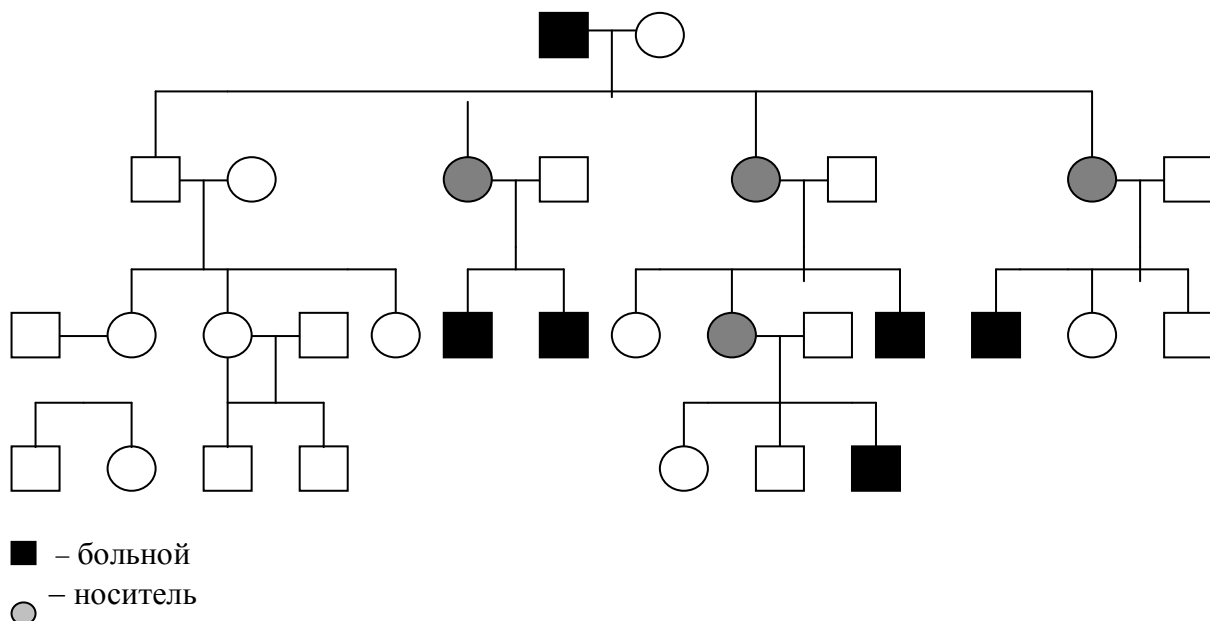 – больной
– носитель